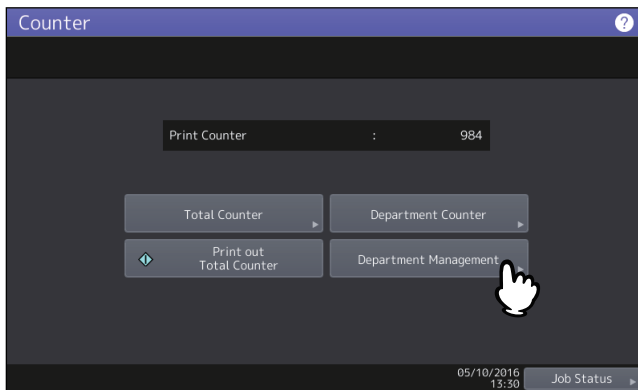 Counter
?
Print Counter : 984
Total Counter
Department Counter
Print out
Total Counter
Department Management
05/10/2016
13:30
Job Status